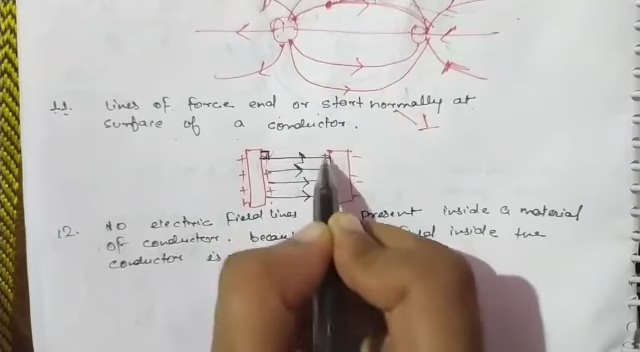 11. Lines of force end or start normally at
surface of a conductor.
⊥
+ + + + + − − − −
12. No electric field lines present inside a material
of conductor. field inside the
conductor is